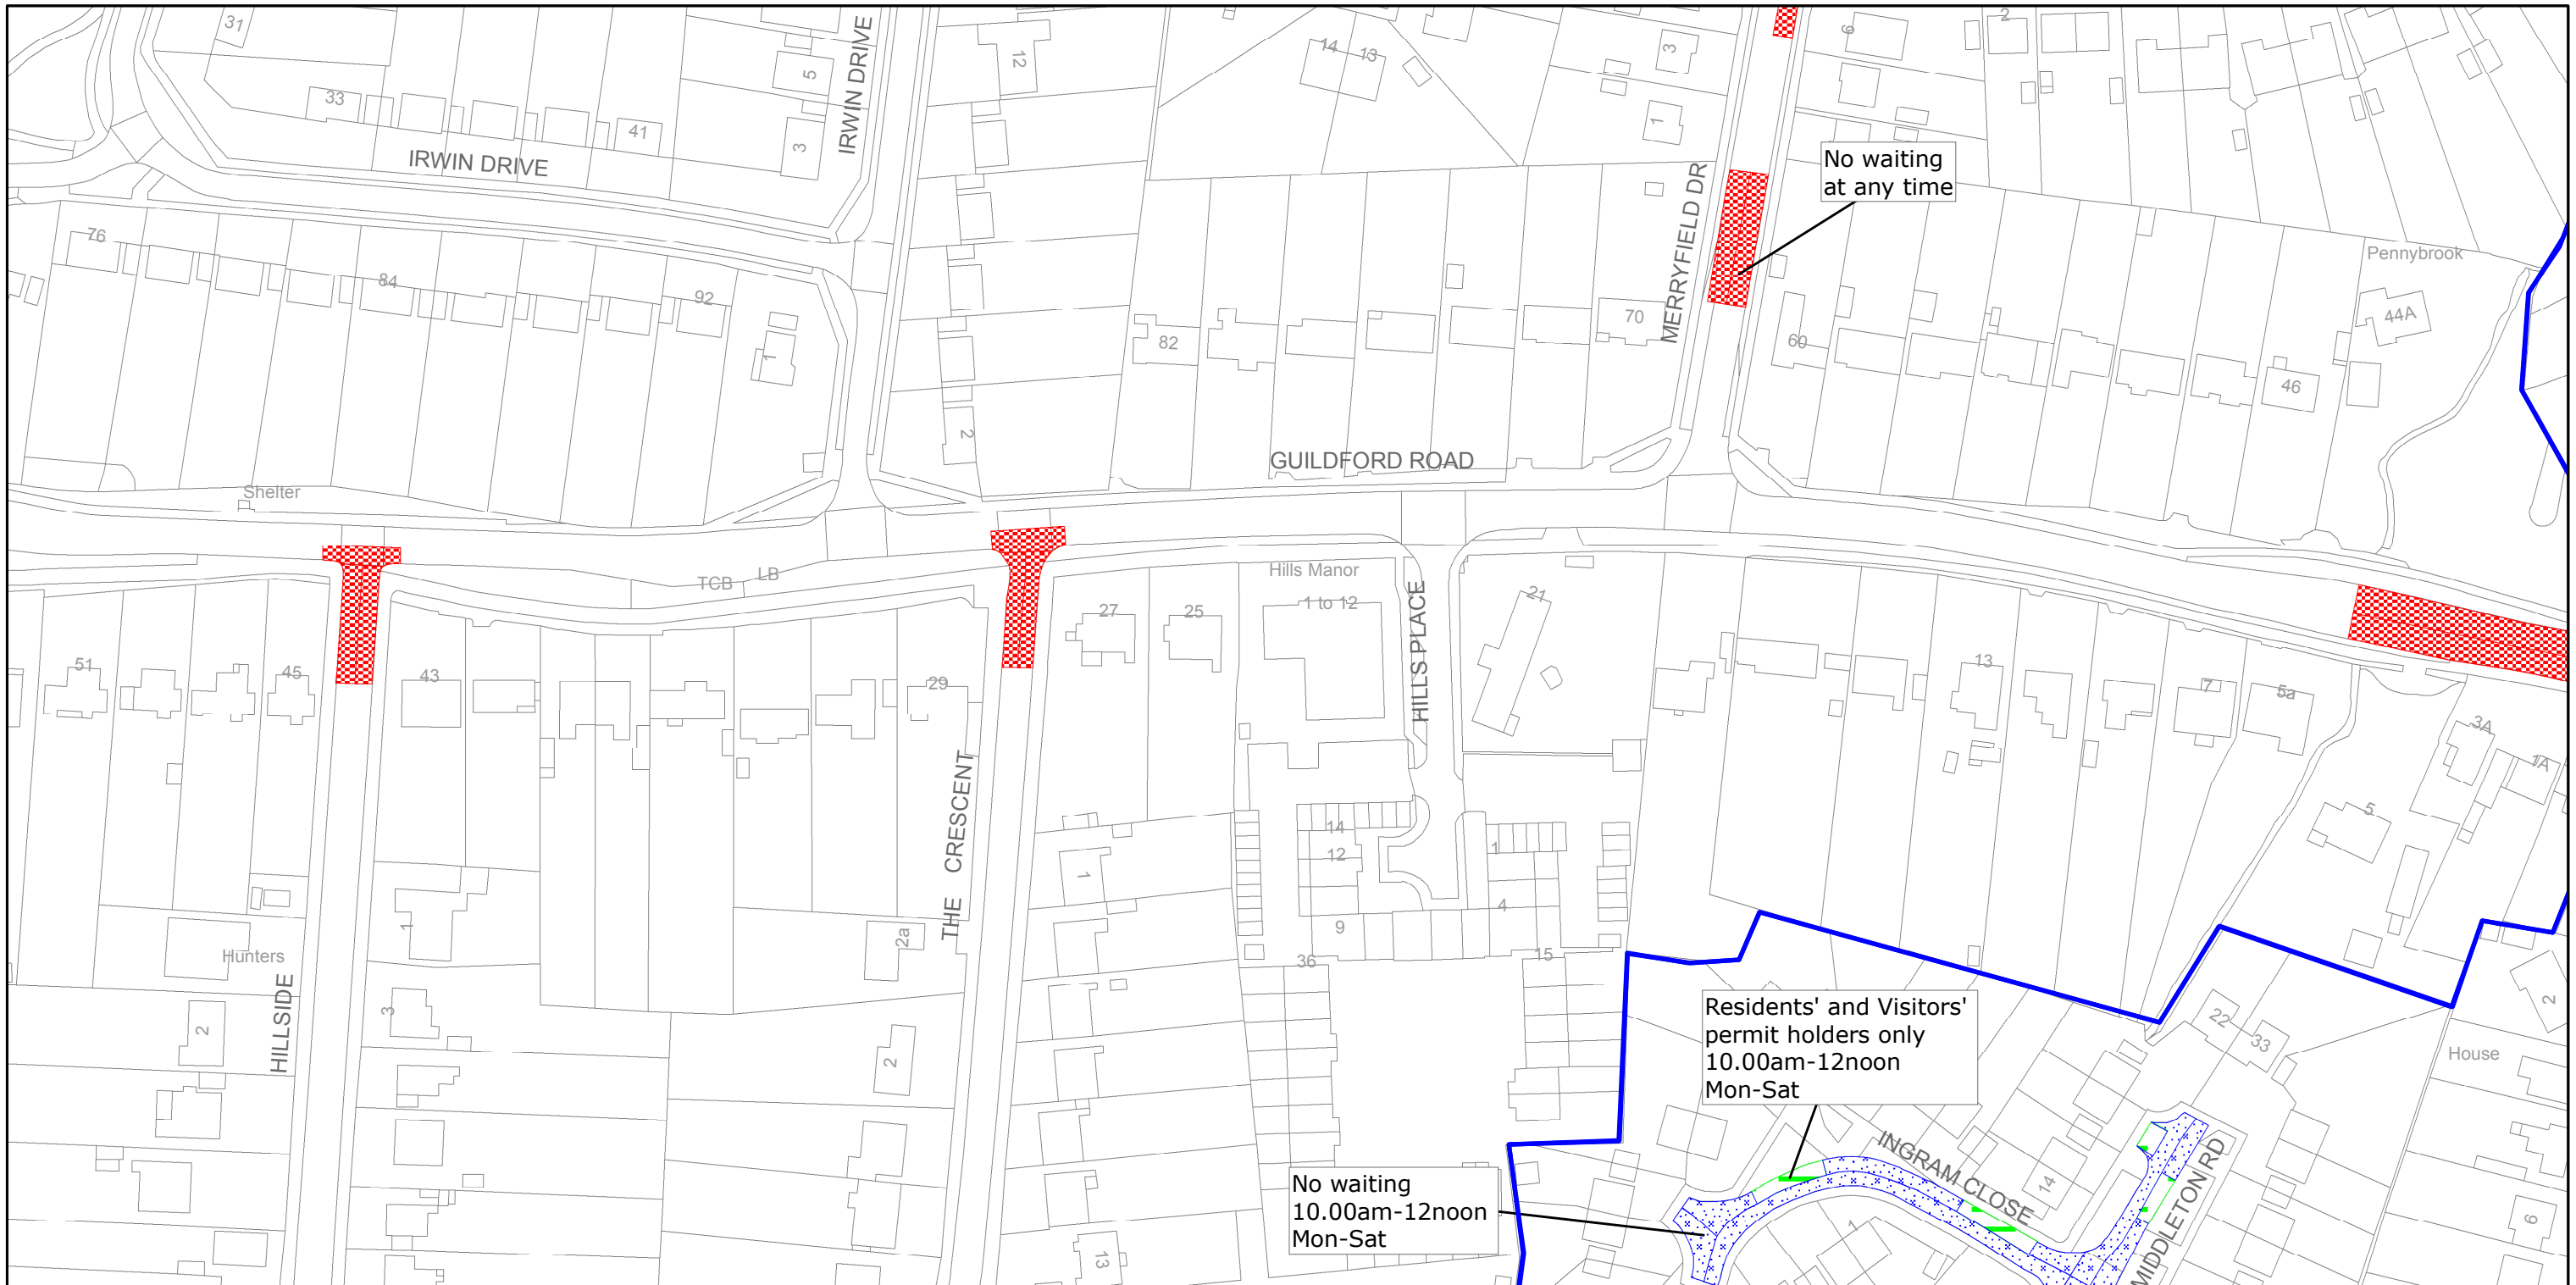 31
33
41
5
3
IRWIN DRIVE
IRWIN DRIVE
12
14
13
3
1
6
2
No waiting
at any time
MERRYFIELD DR
76
84
92
1
2
82
70
60
46
44A
Pennybrook
GUILDFORD ROAD
Shelter
TCB
LB
Hills Manor
1 to 12
HILLS PLACE
21
51
45
43
29
27
25
13
7
5a
3A
1A
5
THE CRESCENT
14
12
9
36
1
4
15
1
2a
Hunters
HILLSIDE
1
3
2
2
13
Residents' and Visitors'
permit holders only
10.00am-12noon
Mon-Sat
22
33
2
House
No waiting
10.00am-12noon
Mon-Sat
INGRAM CLOSE
14
1
MIDDLETON RD
6